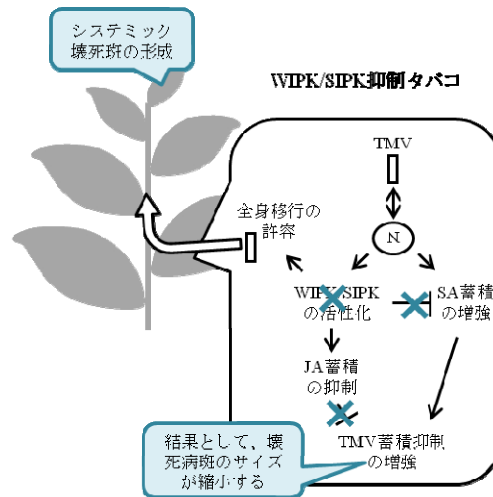 システミック
壊死斑の形成
WIPK/SIPK抑制タバコ
TMV
全身移行の
許容
N
WIPK/SIPK
の活性化
SA蓄積
の増強
JA蓄積
の抑制
TMV蓄積抑制
の増強
結果として、壊
死病斑のサイズ
が縮小する